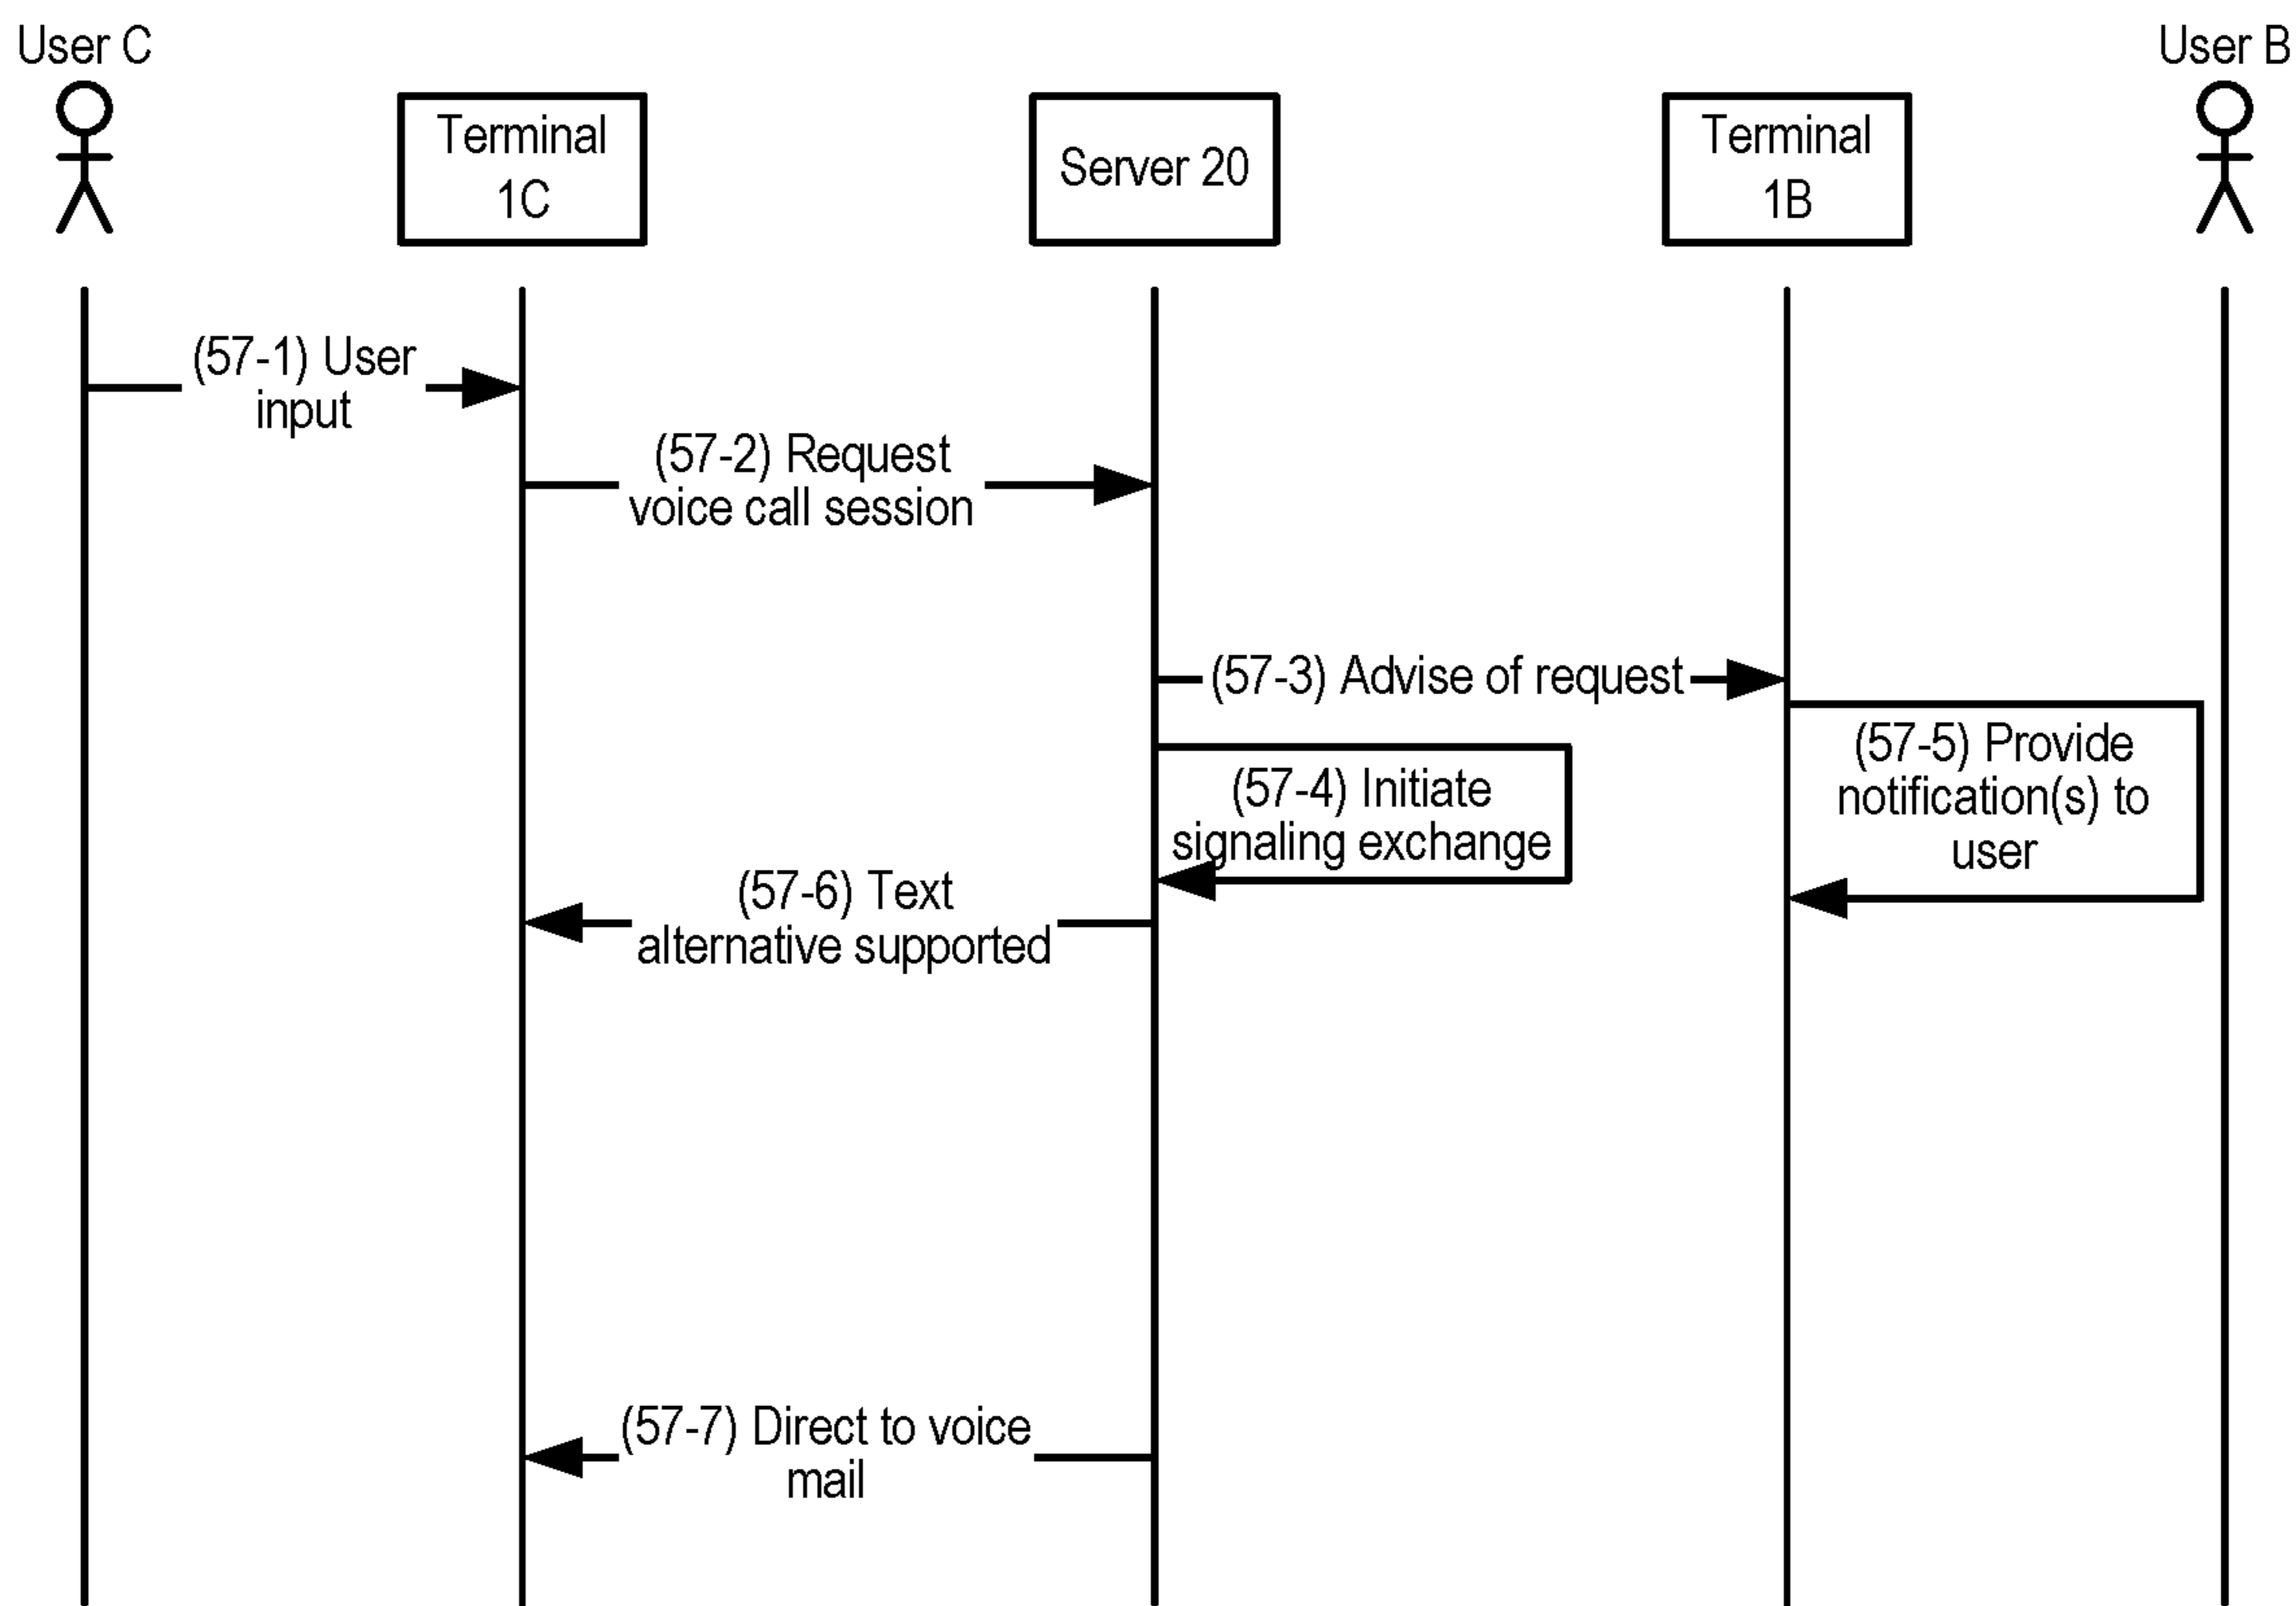 User C
User B
Terminal
1C
Server 20
Terminal
1B
(57-1) User
input
(57-2) Request
voice call session
(57-3) Advise of request
(57-5) Provide
notification(s) to
user
(57-4) Initiate
signaling exchange
(57-6) Text
alternative supported
(57-7) Direct to voice
mail